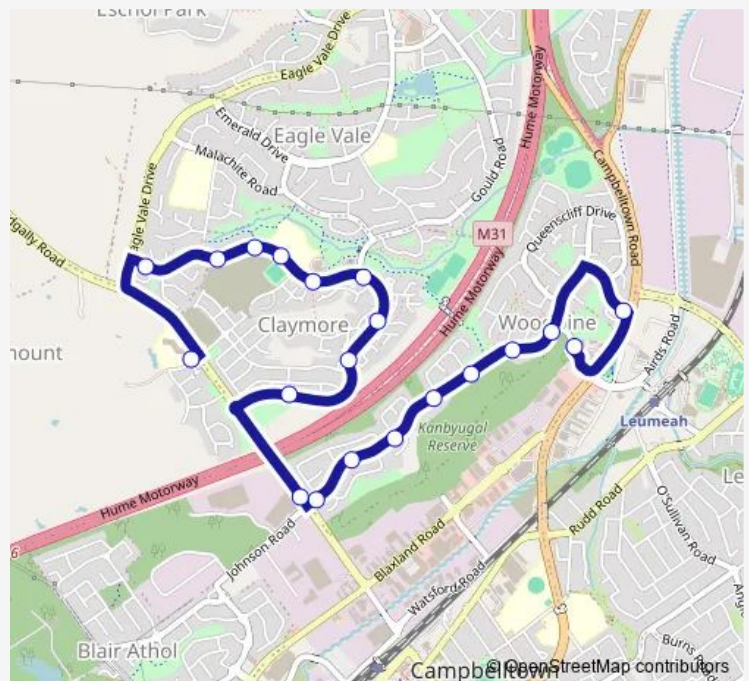 Eschol Park
Eagle Vale Drive
Emerald Drive
Eagle Vale
Malachite Road
Gould Road
Hume Motorway
Campbelltown Road
Queenscliff Drive
M31
Eagle Vale Drive
dgally Road
Hume Motorway
Claymore
mount
Airds Road
Leumeah
Kanbyugal
Reserve
Le
Hume Motorway
6
Rudd Road
O'Sullivan Road
Johnson Road
Blaxland Road
Watsford Road
Blair Athol
Burns Road
Campbelltown
© OpenStreetMap contributors